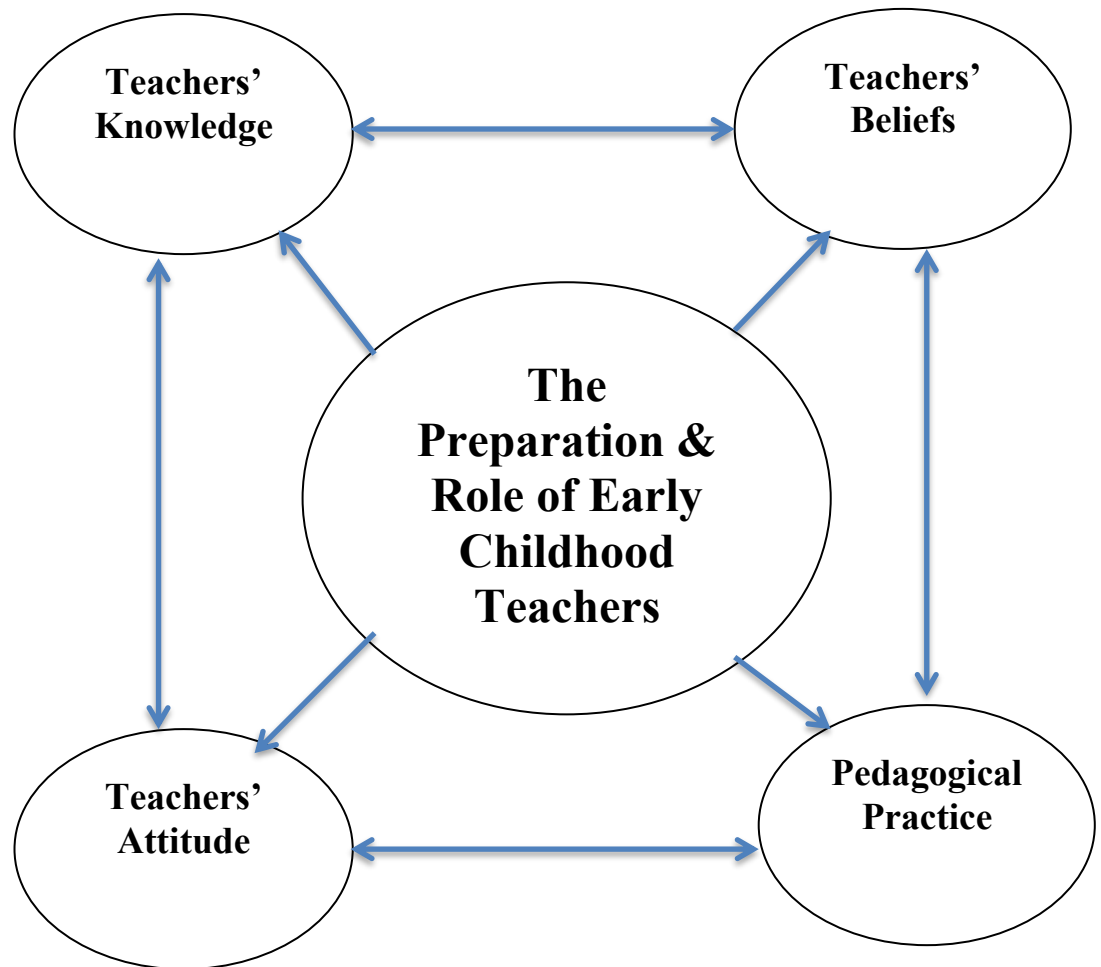 Teachers’
Knowledge
Teachers’
Beliefs
The
Preparation &
Role of Early
Childhood
Teachers
Teachers’
Attitude
Pedagogical
Practice